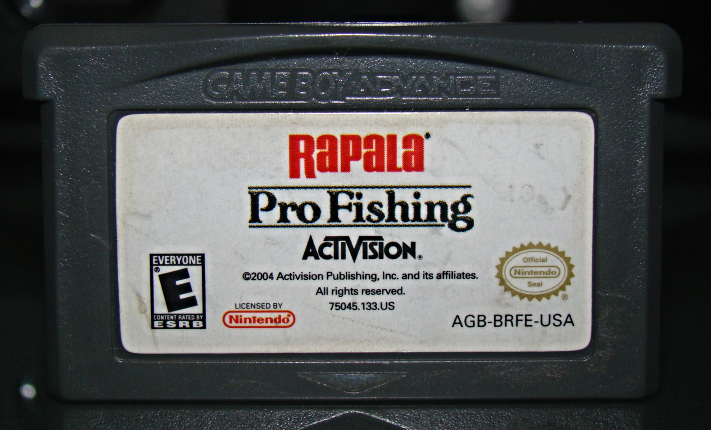 GAME BOY ADVANCE
RAPALA®
Pro Fishing
ACTIVISION®
©2004 Activision Publishing, Inc. and its affiliates.
All rights reserved.
75045.133.US
EVERYONE
E
CONTENT RATED BY
ESRB
LICENSED BY
Nintendo®
Official
Nintendo
Seal
®
AGB-BRFE-USA